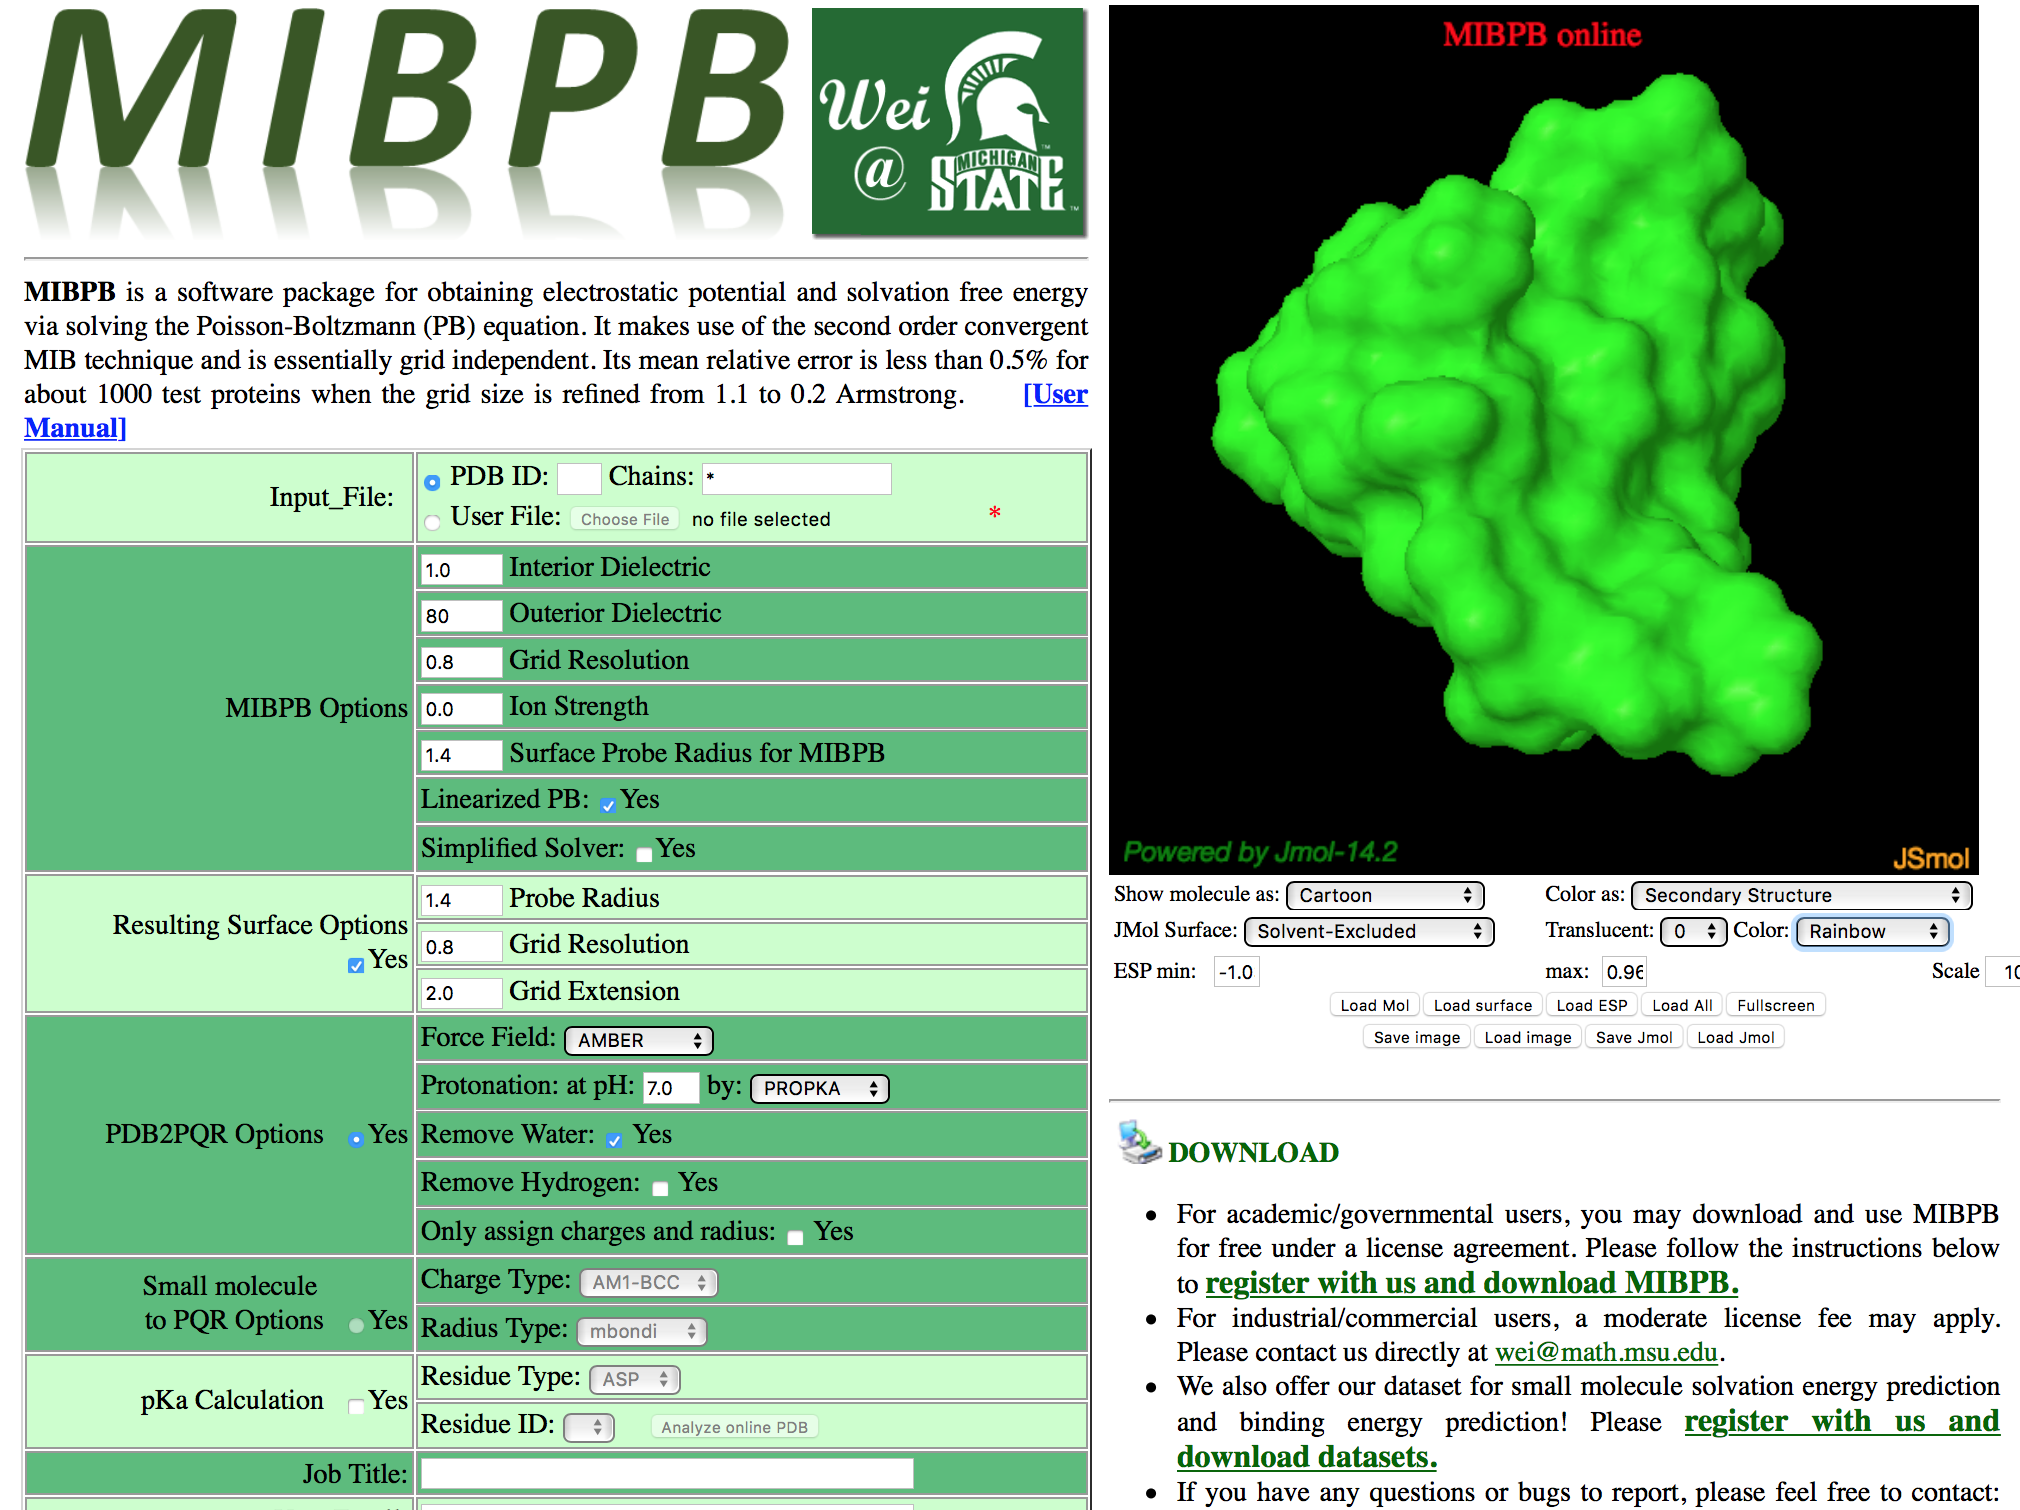 MIBPB
Wei
@
MICHIGAN
STATE
MIBPB is a software package for obtaining electrostatic potential and solvation free energy
via solving the Poisson-Boltzmann (PB) equation. It makes use of the second order convergent
MIB technique and is essentially grid independent. Its mean relative error is less than 0.5% for
about 1000 test proteins when the grid size is refined from 1.1 to 0.2 Armstrong. [User
Manual]
Input_File:
PDB ID: Chains: *
User File: Choose File no file selected *
MIBPB Options
1.0 Interior Dielectric
80 Outerior Dielectric
0.8 Grid Resolution
0.0 Ion Strength
1.4 Surface Probe Radius for MIBPB
Linearized PB: Yes
Simplified Solver: Yes
Resulting Surface Options
Yes
1.4 Probe Radius
0.8 Grid Resolution
2.0 Grid Extension
PDB2PQR Options Yes
Force Field: AMBER
Protonation: at pH: 7.0 by: PROPKA
Remove Water: Yes
Remove Hydrogen: Yes
Only assign charges and radius: Yes
Small molecule
to PQR Options Yes
Charge Type: AM1-BCC
Radius Type: mbondi
pKa Calculation Yes
Residue Type: ASP
Residue ID: Analyze online PDB
Job Title:
MIBPB online
Powered by Jmol-14.2
JSmol
Show molecule as: Cartoon Color as: Secondary Structure
JMol Surface: Solvent-Excluded Translucent: 0 Color: Rainbow
ESP min: -1.0 max: 0.96 Scale 10
Load Mol Load surface Load ESP Load All Fullscreen
Save image Load image Save Jmol Load Jmol
DOWNLOAD
• For academic/governmental users, you may download and use MIBPB
for free under a license agreement. Please follow the instructions below
to register with us and download MIBPB.
• For industrial/commercial users, a moderate license fee may apply.
Please contact us directly at wei@math.msu.edu.
• We also offer our dataset for small molecule solvation energy prediction
and binding energy prediction! Please register with us and
download datasets.
• If you have any questions or bugs to report, please feel free to contact: